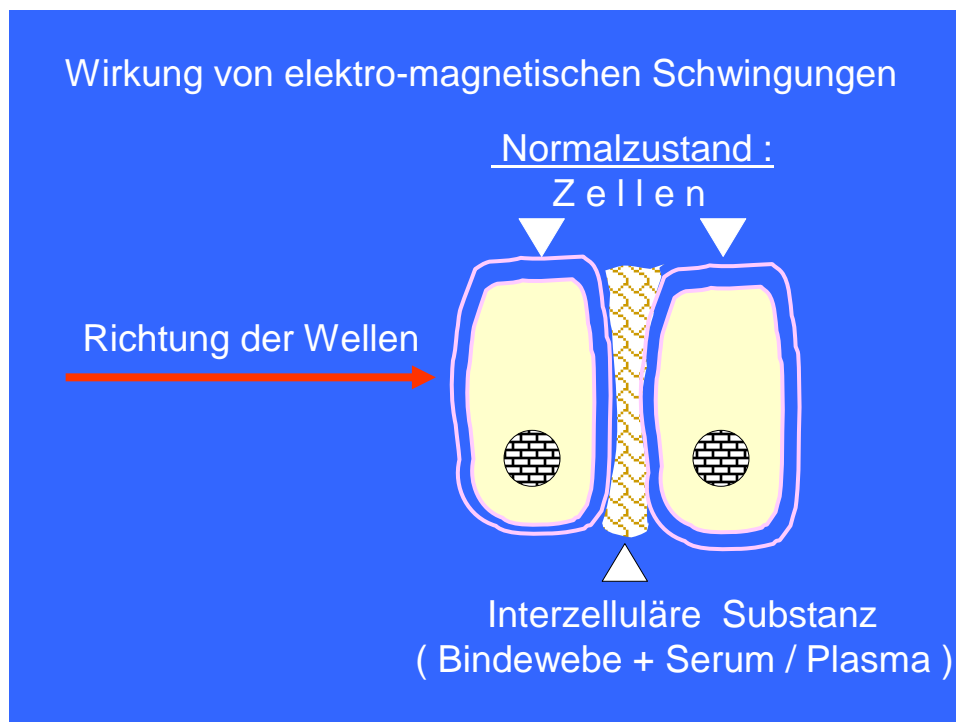 Wirkung von elektro-magnetischen Schwingungen
Normalzustand :
Z e l l e n
Richtung der Wellen
Interzelluläre Substanz
( Bindewebe + Serum / Plasma )